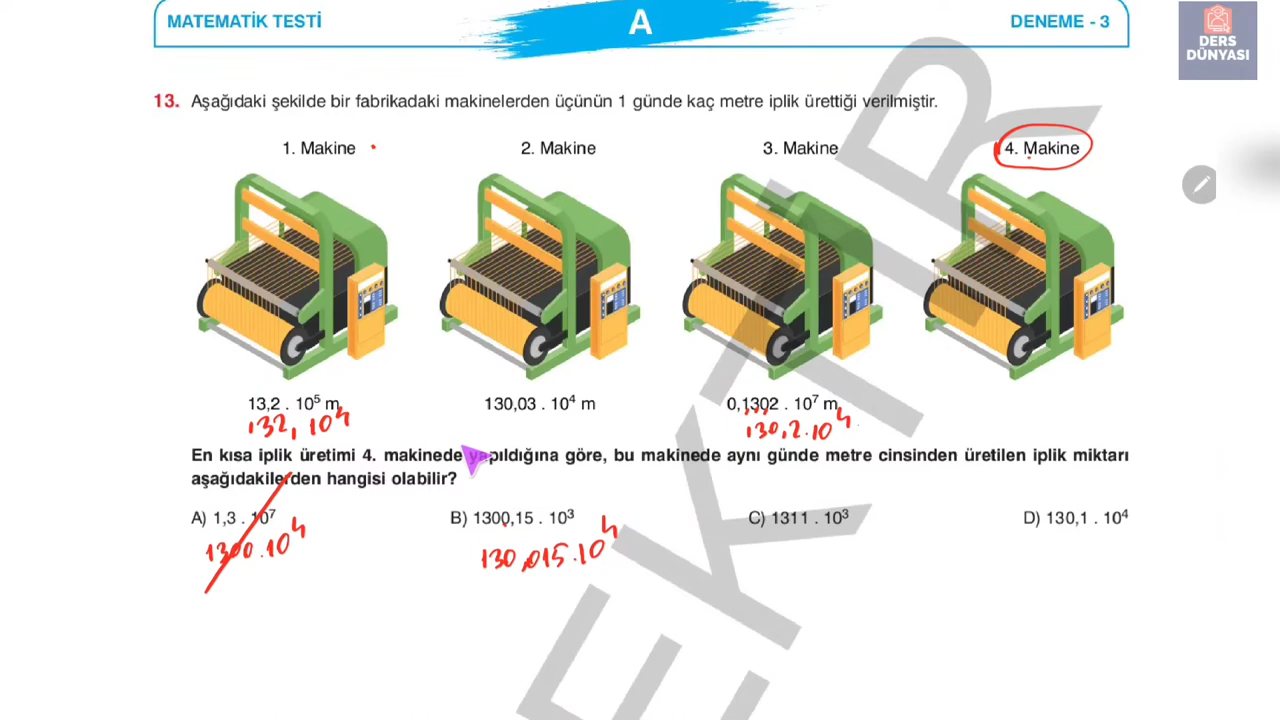 MATEMATİK TESTİ
A
DENEME - 3
DERS
DÜNYASI
13. Aşağıdaki şekilde bir fabrikadaki makinelerden üçünün 1 günde kaç metre iplik ürettiği verilmiştir.
1. Makine
2. Makine
3. Makine
4. Makine
13,2 . 10⁵ m
130,03 . 10⁴ m
0,1302 . 10⁷ m
132, 10⁴
130,2.10⁴
En kısa iplik üretimi 4. makinede yapıldığına göre, bu makinede aynı günde metre cinsinden üretilen iplik miktarı
aşağıdakilerden hangisi olabilir?
A) 1,3 . 10⁷
B) 1300,15 . 10³
C) 1311 . 10³
D) 130,1 . 10⁴
1300.10⁴
130,015.10⁴